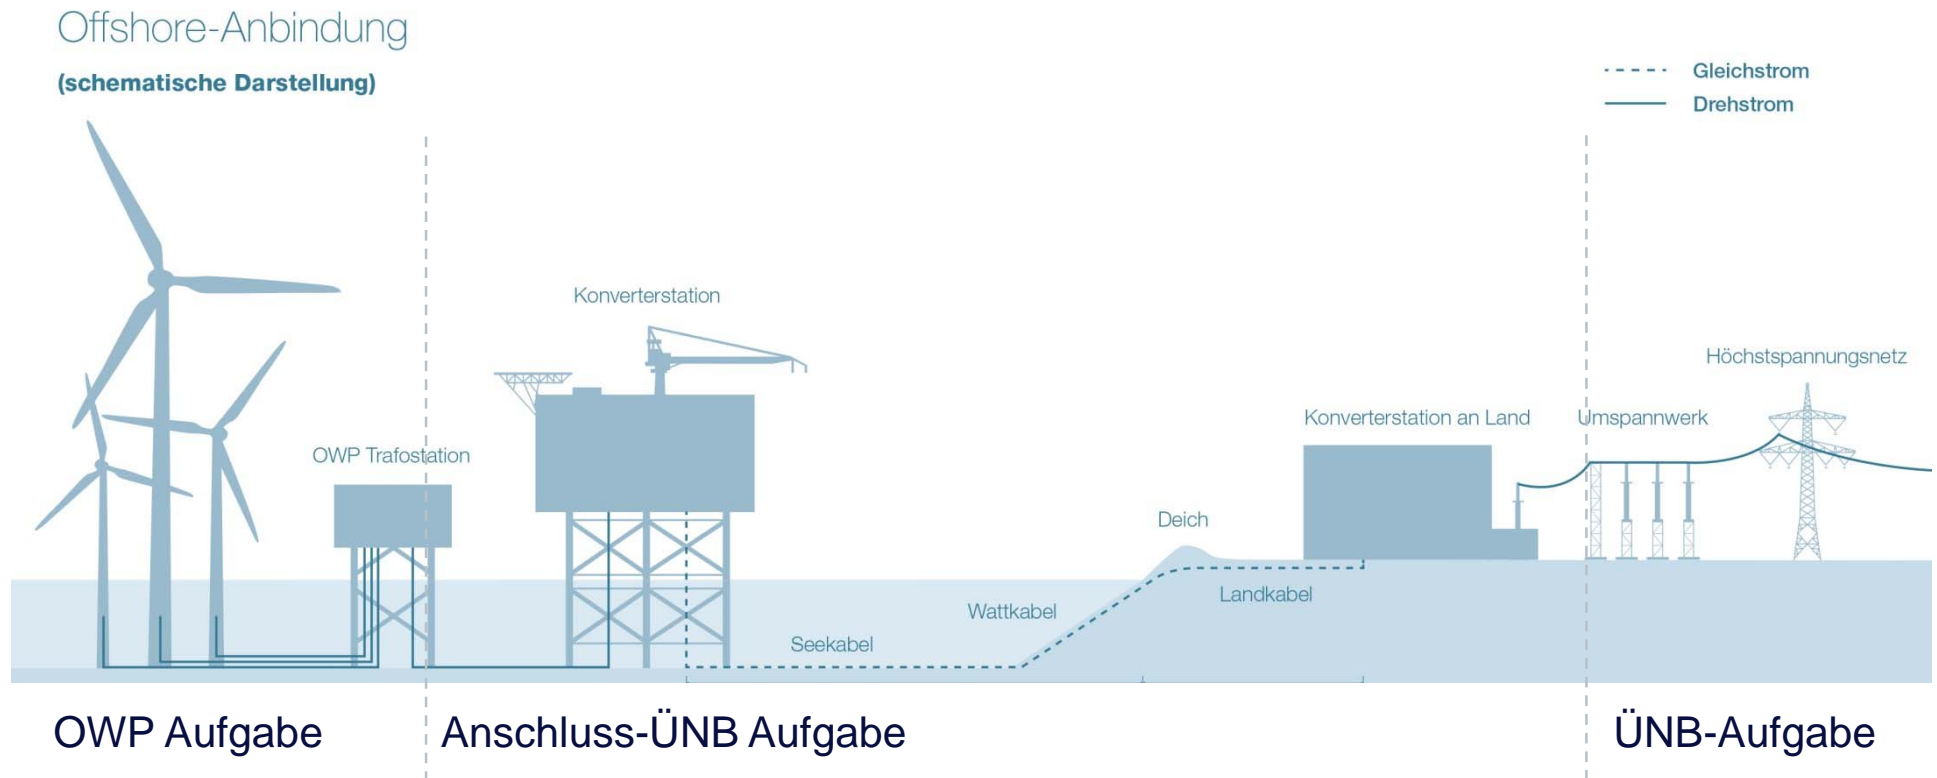 Offshore-Anbindung
(schematische Darstellung)
Gleichstrom
Drehstrom
Konverterstation
Höchstspannungsnetz
Konverterstation an Land
Umspannwerk
OWP Trafostation
Deich
Landkabel
Wattkabel
Seekabel
OWP Aufgabe
Anschluss-ÜNB Aufgabe
ÜNB-Aufgabe